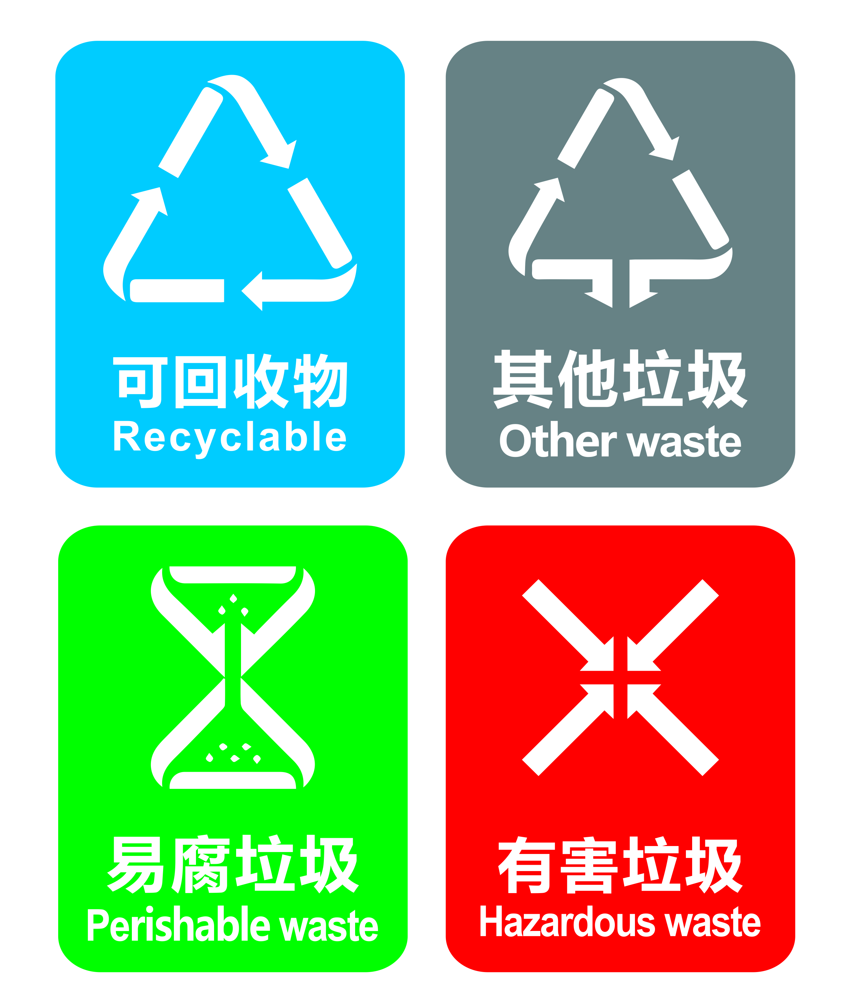 可回收物
Recyclable
其他垃圾
Other waste
易腐垃圾
Perishable waste
有害垃圾
Hazardous waste